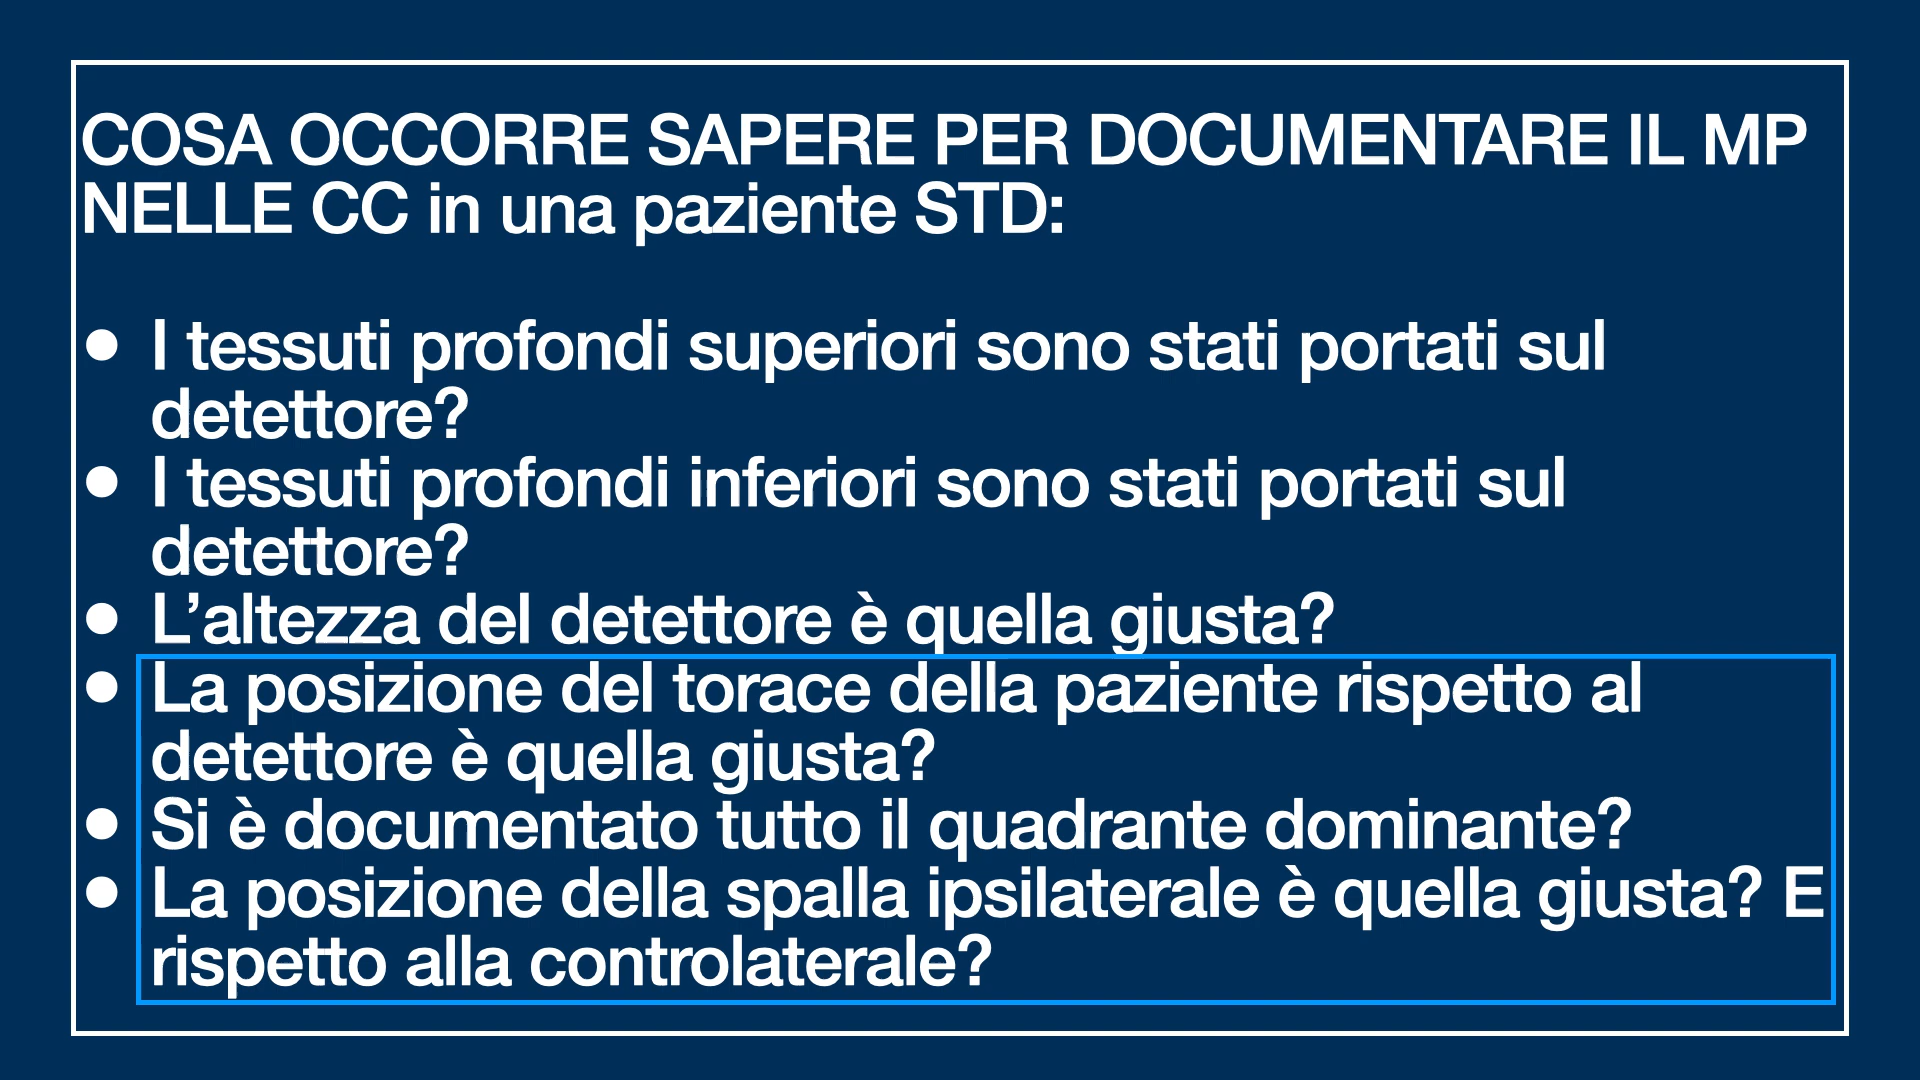 COSA OCCORRE SAPERE PER DOCUMENTARE IL MP
NELLE CC in una paziente STD:
● I tessuti profondi superiori sono stati portati sul
detettore?
● I tessuti profondi inferiori sono stati portati sul
detettore?
● L’altezza del detettore è quella giusta?
● La posizione del torace della paziente rispetto al
detettore è quella giusta?
● Si è documentato tutto il quadrante dominante?
● La posizione della spalla ipsilaterale è quella giusta? E
rispetto alla controlaterale?